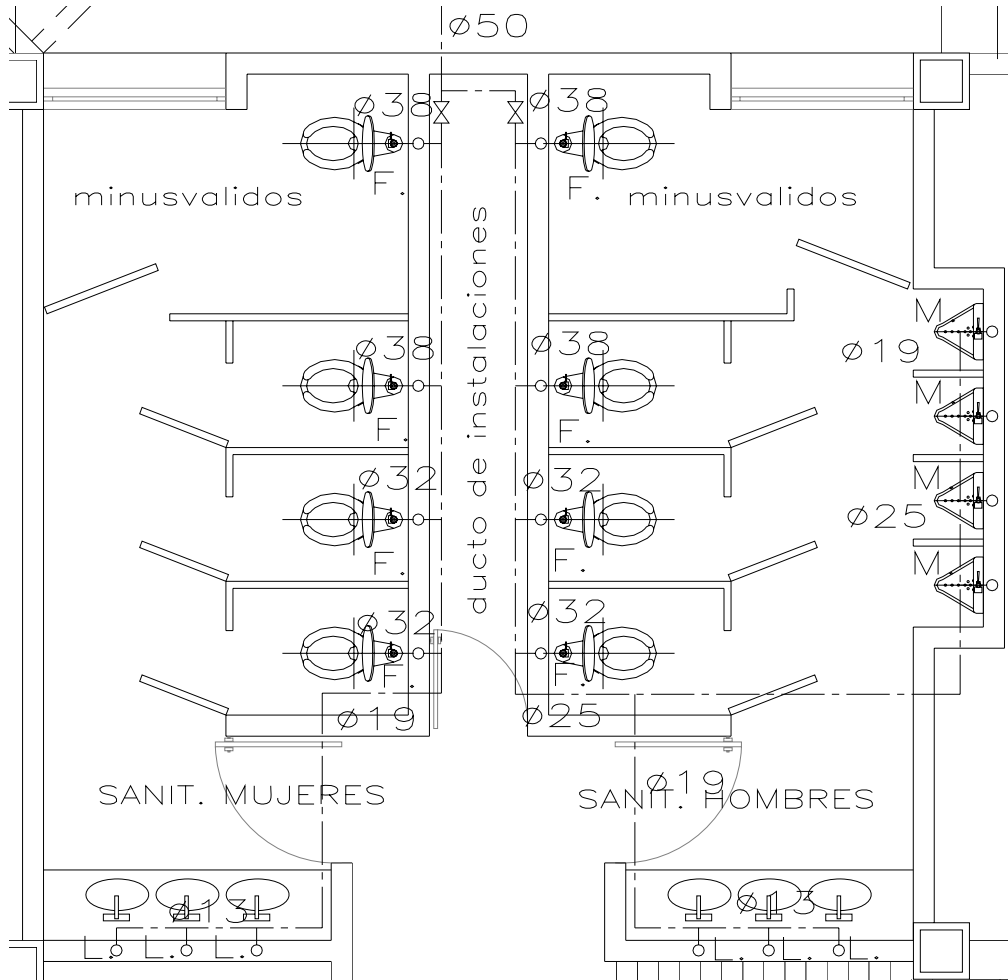 ø50
ø38
ø38
F.
F.
minusvalidos
minusvalidos
ducto de instalaciones
M.
ø38
ø38
ø19
M.
F.
F.
ø32
ø32
M.
ø25
F.
F.
M.
ø32
ø32
F.
F.
ø19
ø25
ø19
SANIT. MUJERES
SANIT. HOMBRES
ø13
ø13
L. L. L.
L. L. L.